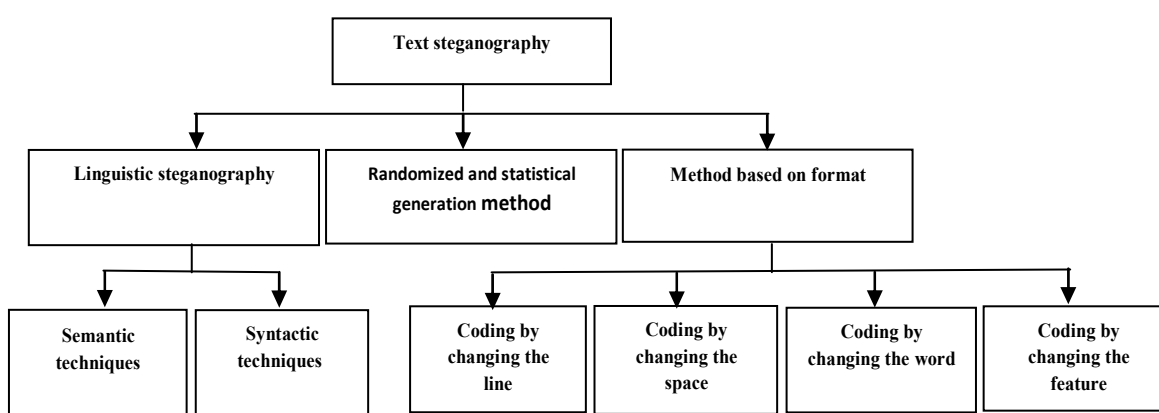 Text steganography
Linguistic steganography
Randomized and statistical
generation method
Method based on format
Semantic
techniques
Syntactic
techniques
Coding by
changing the
line
Coding by
changing the
space
Coding by
changing the word
Coding by
changing the
feature